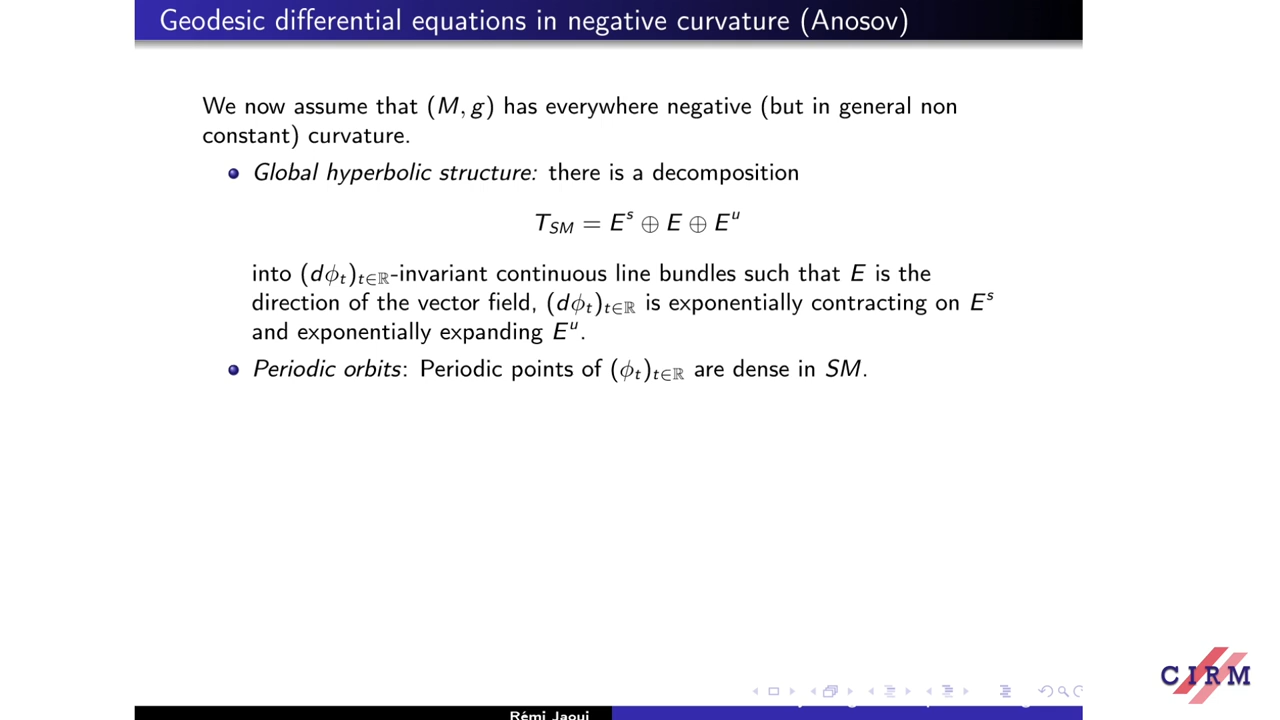 Geodesic differential equations in negative curvature (Anosov)
We now assume that (M, g) has everywhere negative (but in general non
constant) curvature.
Global hyperbolic structure: there is a decomposition
T_{SM} = E^s ⊕ E ⊕ E^u
into (dϕ_t)_{t∈ℝ}-invariant continuous line bundles such that E is the
direction of the vector field, (dϕ_t)_{t∈ℝ} is exponentially contracting on E^s
and exponentially expanding E^u.
Periodic orbits: Periodic points of (ϕ_t)_{t∈ℝ} are dense in SM.
CIRM
Rémi Jaoui